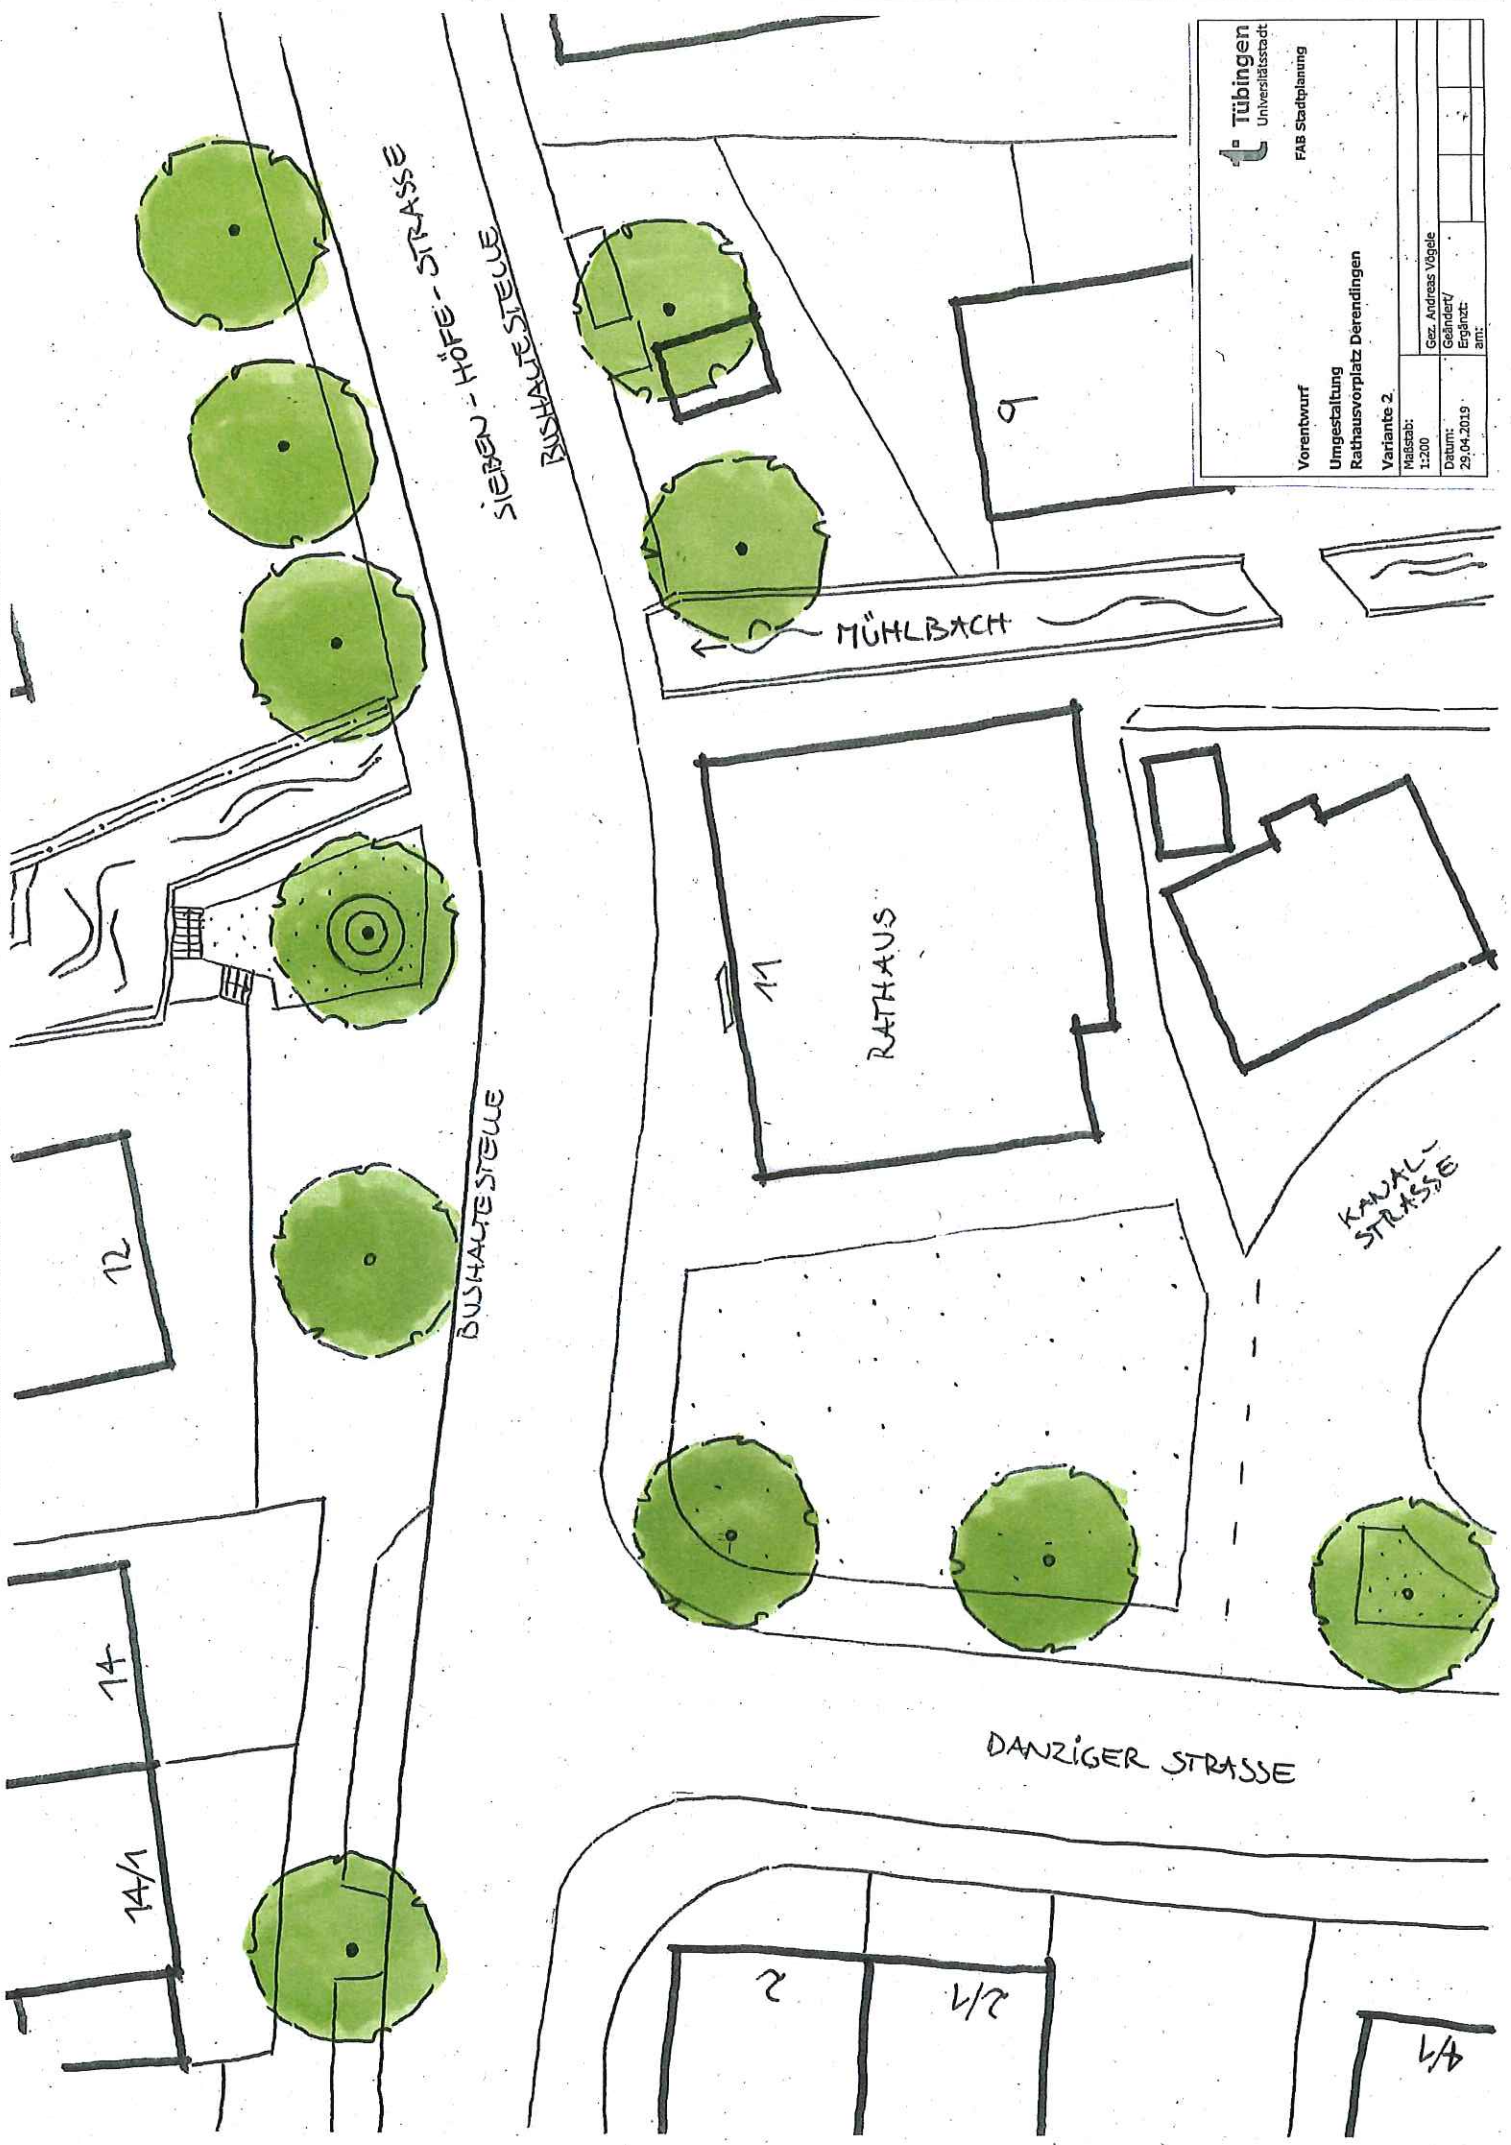 SIEBEN-HÖFE-STRASSE
BUSHALTESTELLE
MÜHLBACH
9
11
RATHAUS
BUSHALTESTELLE
12
14
14/1
KANAL-
STRASSE
DANZIGER STRASSE
2
2/1
4/1
Tübingen
Universitätsstadt
FAB Stadtplanung
Vorentwurf
Umgestaltung
Rathausvorplatz Derendingen
Variante 2
Maßstab:
1:200
Gez. Andreas Vögele
Datum:
29.04.2019
Geändert/
Ergänzt:
am: